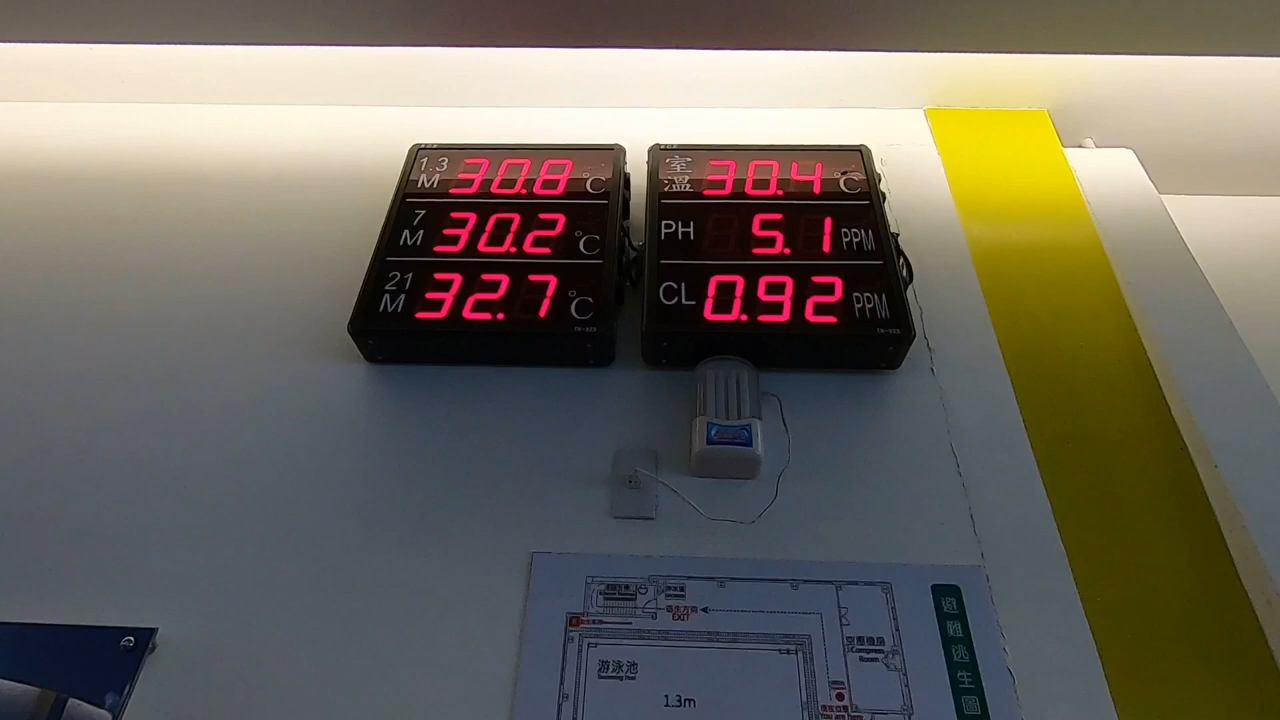 1.3 M 30.8 °C
7 M 30.2 °C
21 M 32.7 °C
室溫 30.4 °C
PH 5.1 PPM
CL 0.92 PPM
EXIT
游泳池
1.3m
避難逃生圖